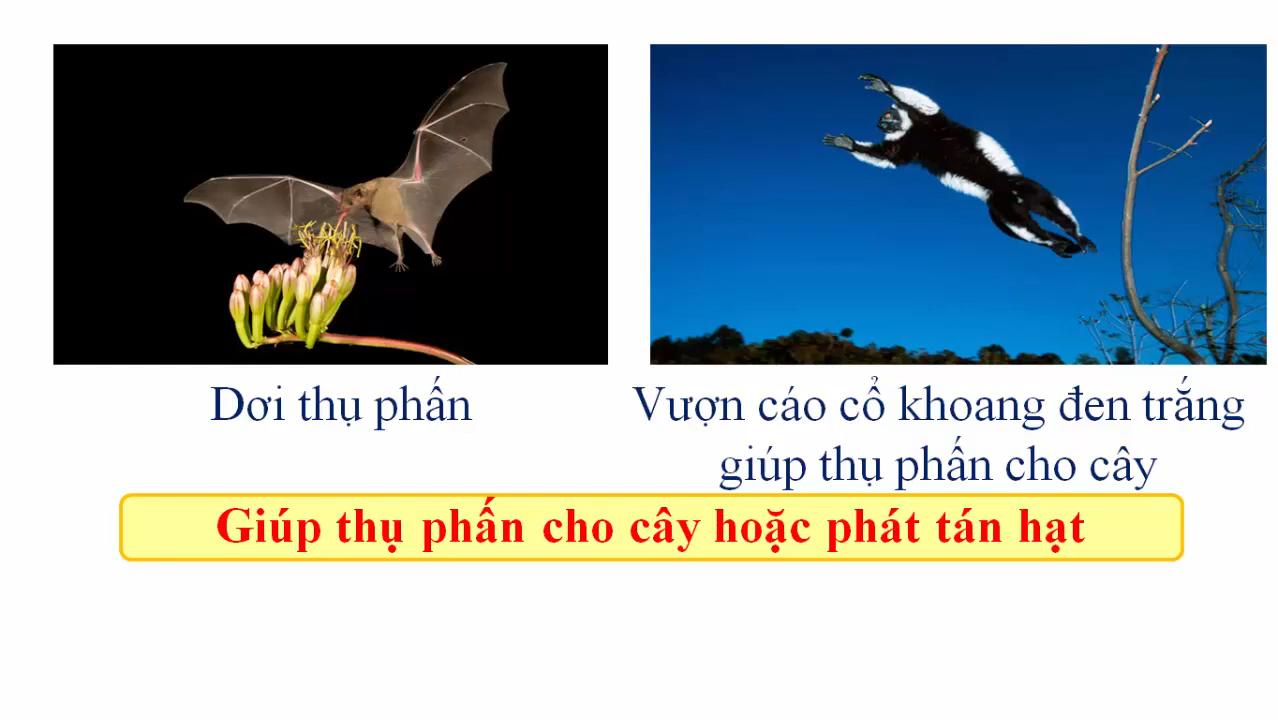 Dơi thụ phấn
Vượn cáo cổ khoang đen trắng
giúp thụ phấn cho cây
Giúp thụ phấn cho cây hoặc phát tán hạt